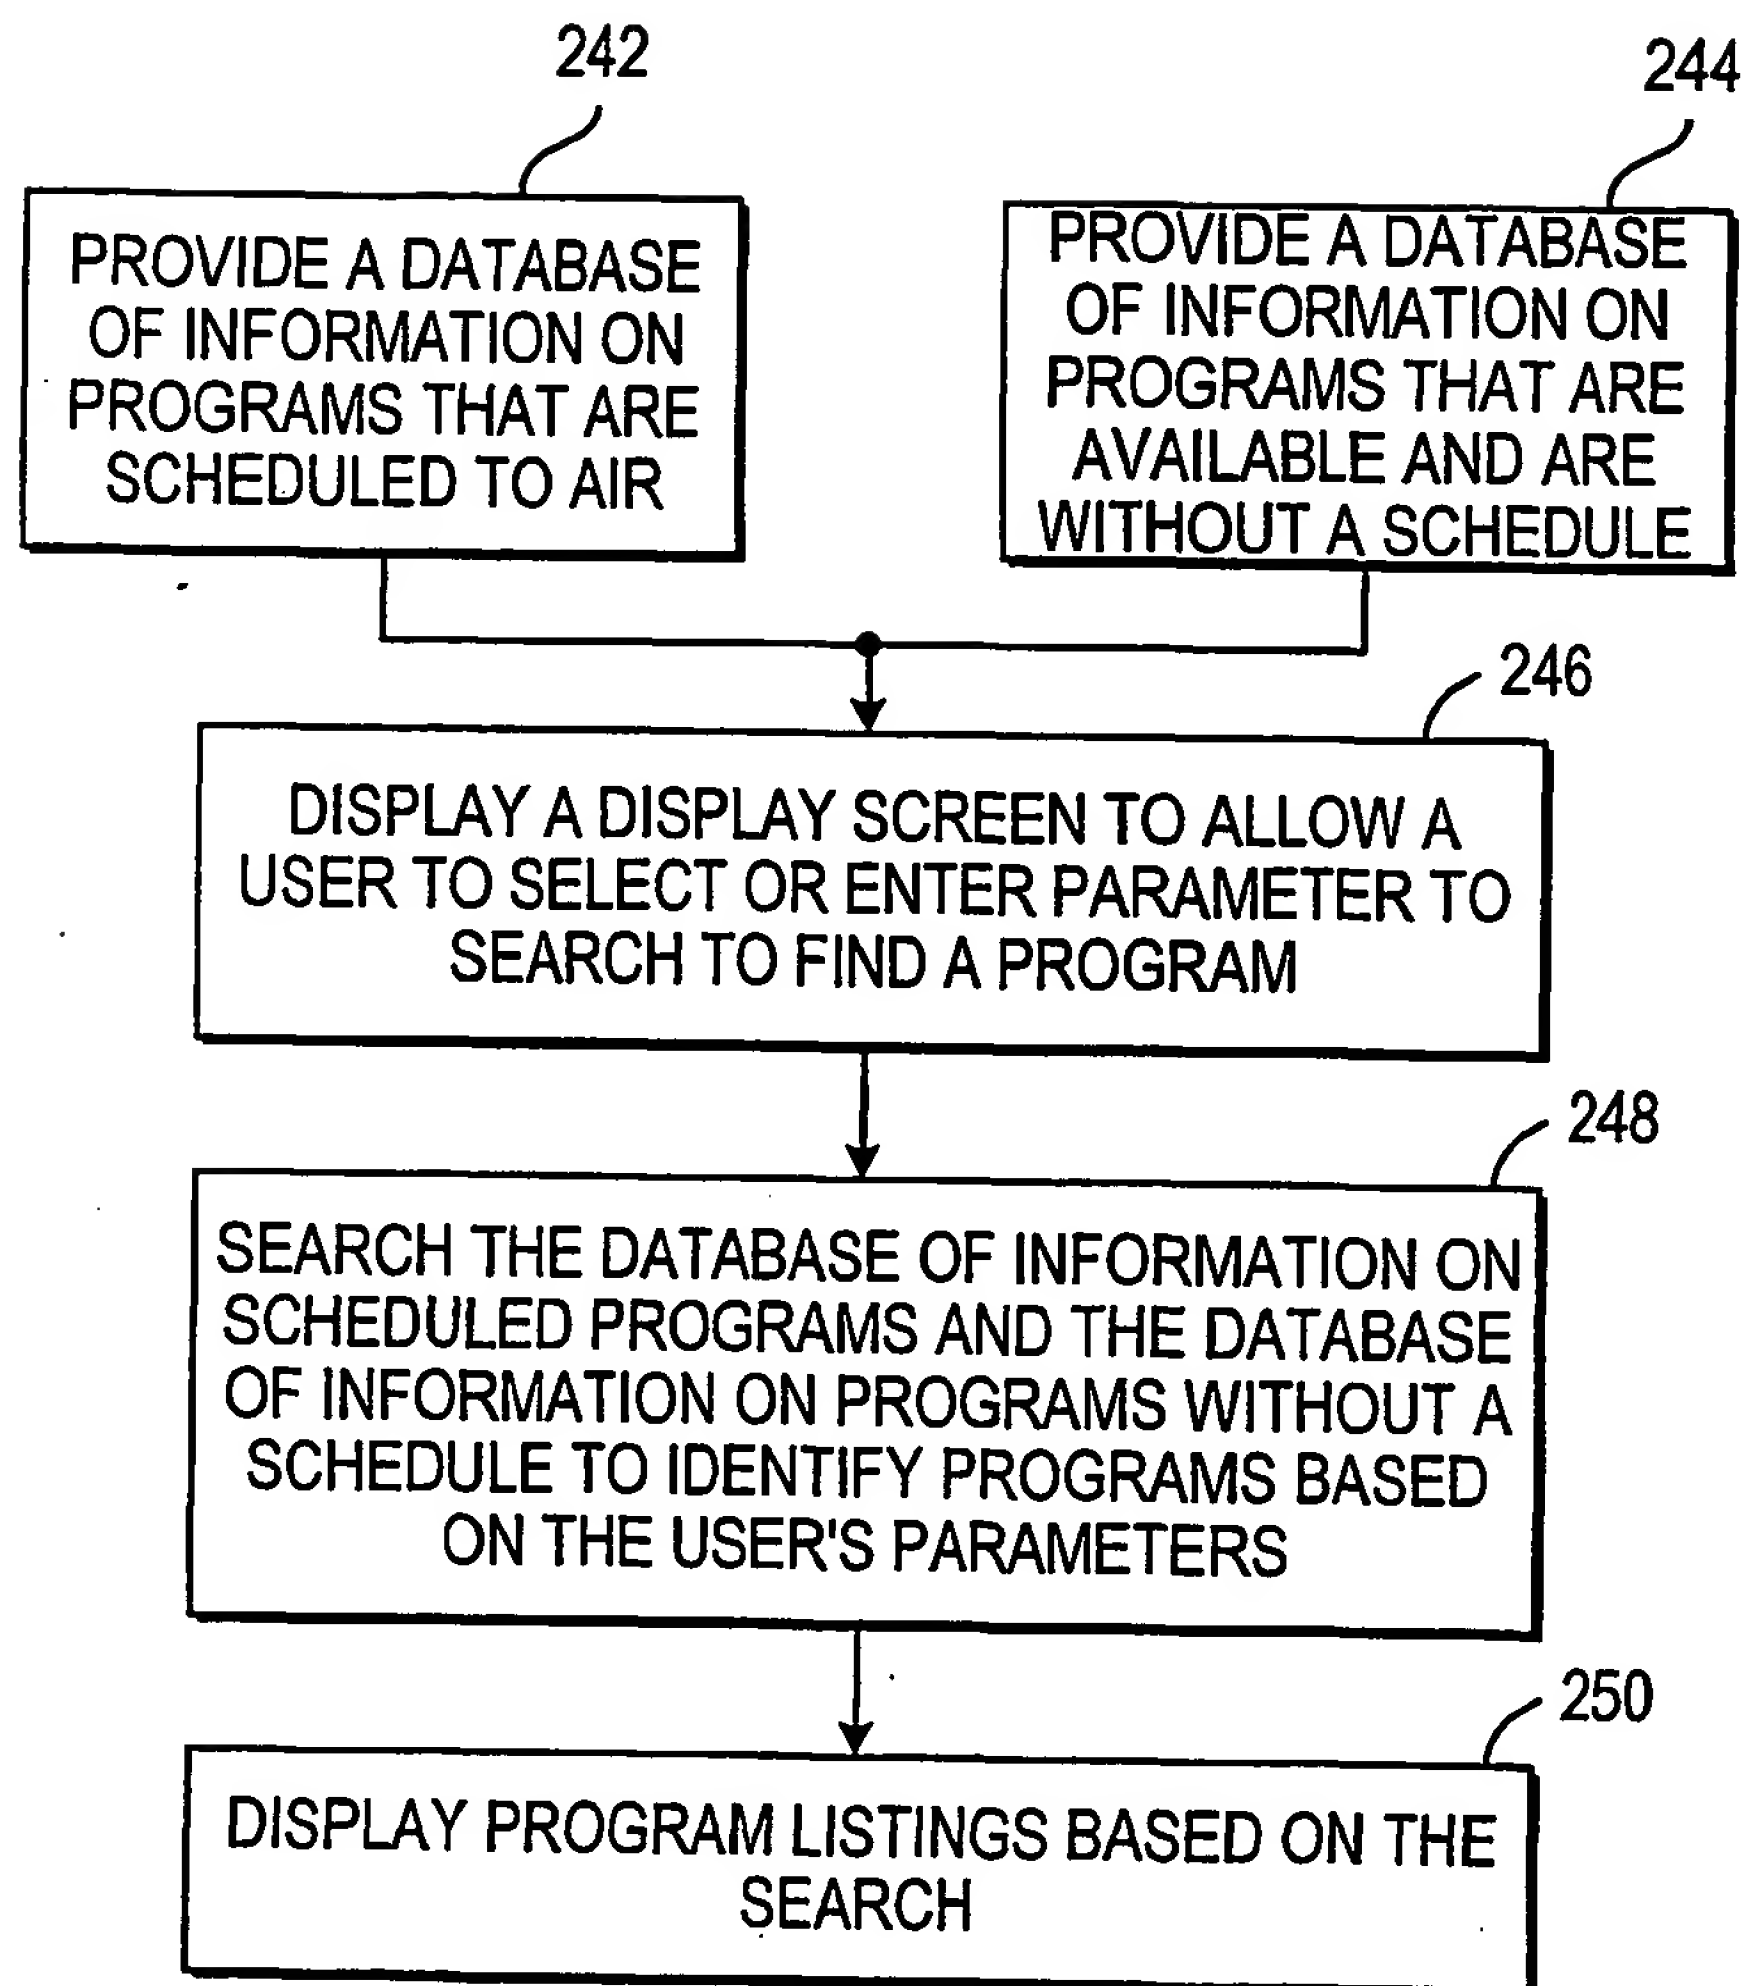 242
244
PROVIDE A DATABASE
OF INFORMATION ON
PROGRAMS THAT ARE
SCHEDULED TO AIR
PROVIDE A DATABASE
OF INFORMATION ON
PROGRAMS THAT ARE
AVAILABLE AND ARE
WITHOUT A SCHEDULE
246
DISPLAY A DISPLAY SCREEN TO ALLOW A
USER TO SELECT OR ENTER PARAMETER TO
SEARCH TO FIND A PROGRAM
248
SEARCH THE DATABASE OF INFORMATION ON
SCHEDULED PROGRAMS AND THE DATABASE
OF INFORMATION ON PROGRAMS WITHOUT A
SCHEDULE TO IDENTIFY PROGRAMS BASED
ON THE USER'S PARAMETERS
250
DISPLAY PROGRAM LISTINGS BASED ON THE
SEARCH